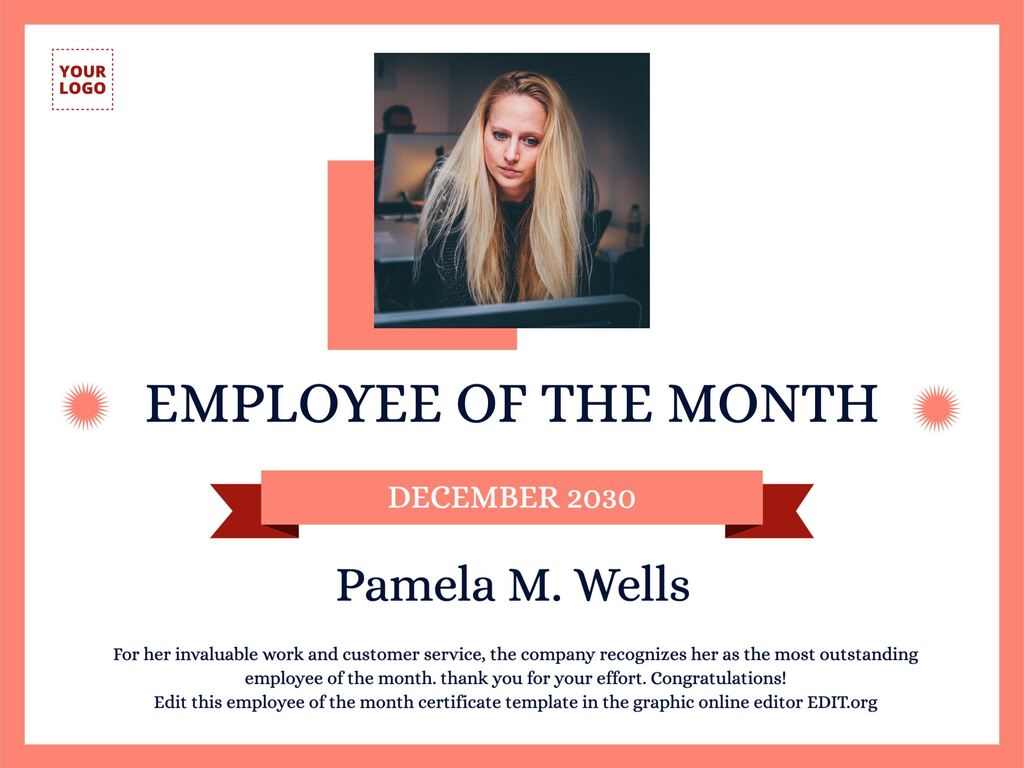 YOUR
LOGO
EMPLOYEE OF THE MONTH
DECEMBER 2030
Pamela M. Wells
For her invaluable work and customer service, the company recognizes her as the most outstanding
employee of the month. thank you for your effort. Congratulations!
Edit this employee of the month certificate template in the graphic online editor EDIT.org